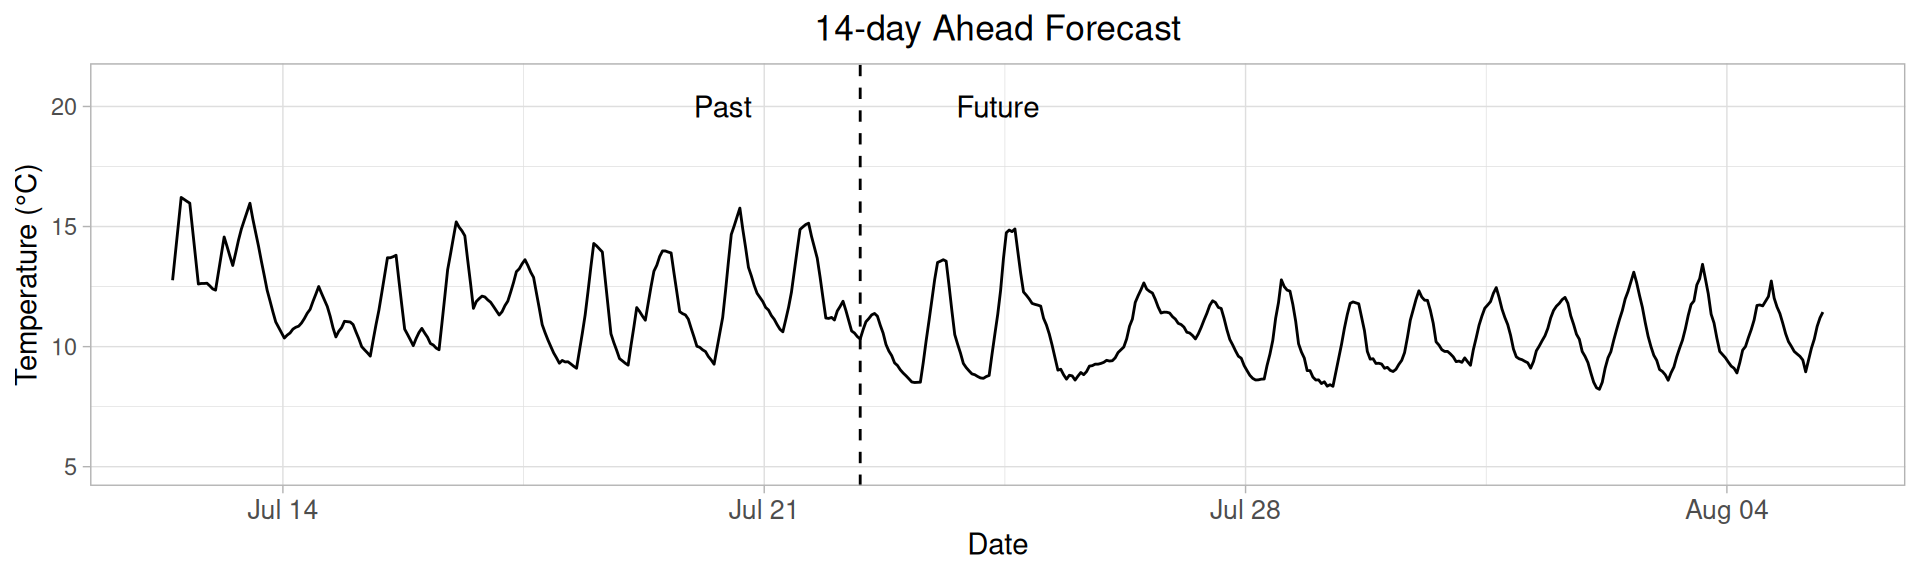 14-day Ahead Forecast
Past
Future
20
15
10
5
Temperature (°C)
Jul 14
Jul 21
Jul 28
Aug 04
Date